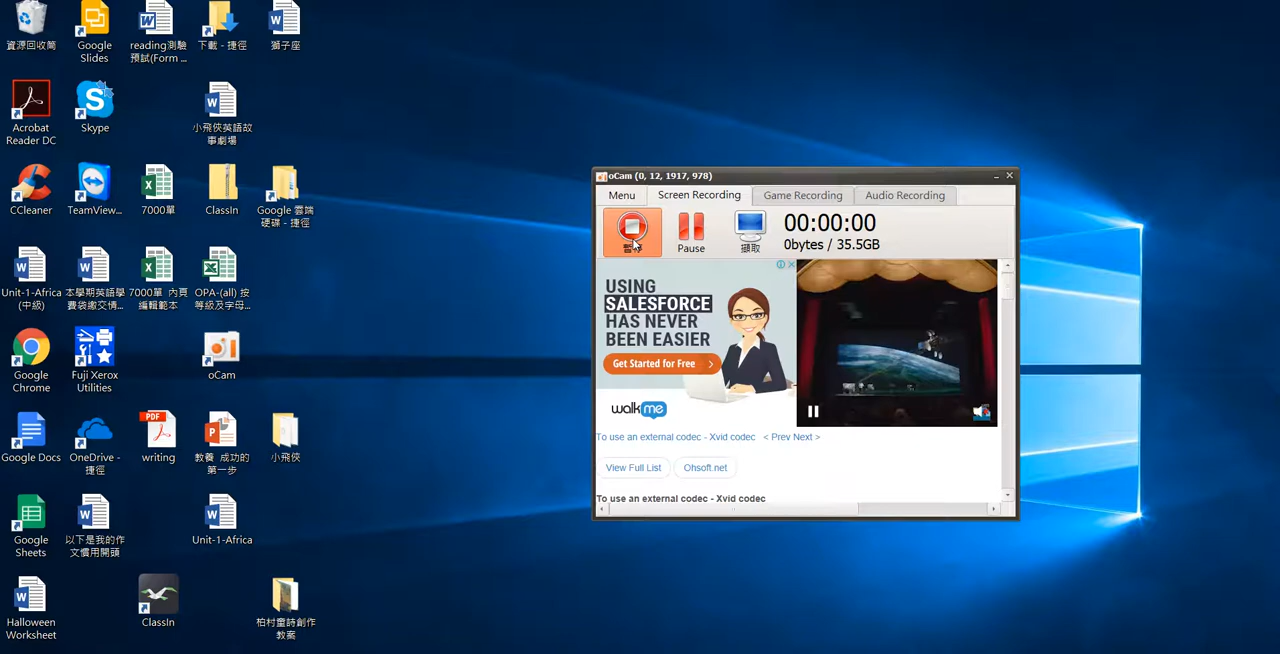 資源回收筒
Google
Slides
reading測驗
預試(Form ...
下載 - 捷徑
獅子座
Acrobat
Reader DC
Skype
小飛俠英語故
事劇場
CCleaner
TeamView...
7000單
ClassIn
Google 雲端
硬碟 - 捷徑
Unit-1-Africa
(中級)
本學期英語學
費袋繳交情...
7000單 內頁
編輯範本
OPA-(all) 按
等級及字母...
Google
Chrome
Fuji Xerox
Utilities
oCam
Google Docs
OneDrive -
捷徑
PDF
writing
教養 成功的
第一步
小飛俠
Google
Sheets
以下是我的作
文慣用開頭
Unit-1-Africa
Halloween
Worksheet
ClassIn
柏村童詩創作
教案
oCam (0, 12, 1917, 978)
Menu
Screen Recording
Game Recording
Audio Recording
Pause
擷取
00:00:00
0bytes / 35.5GB
USING
SALESFORCE
HAS NEVER
BEEN EASIER
Get Started for Free
walkme
To use an external codec - Xvid codec
< Prev Next >
View Full List
Ohsoft.net
To use an external codec - Xvid codec